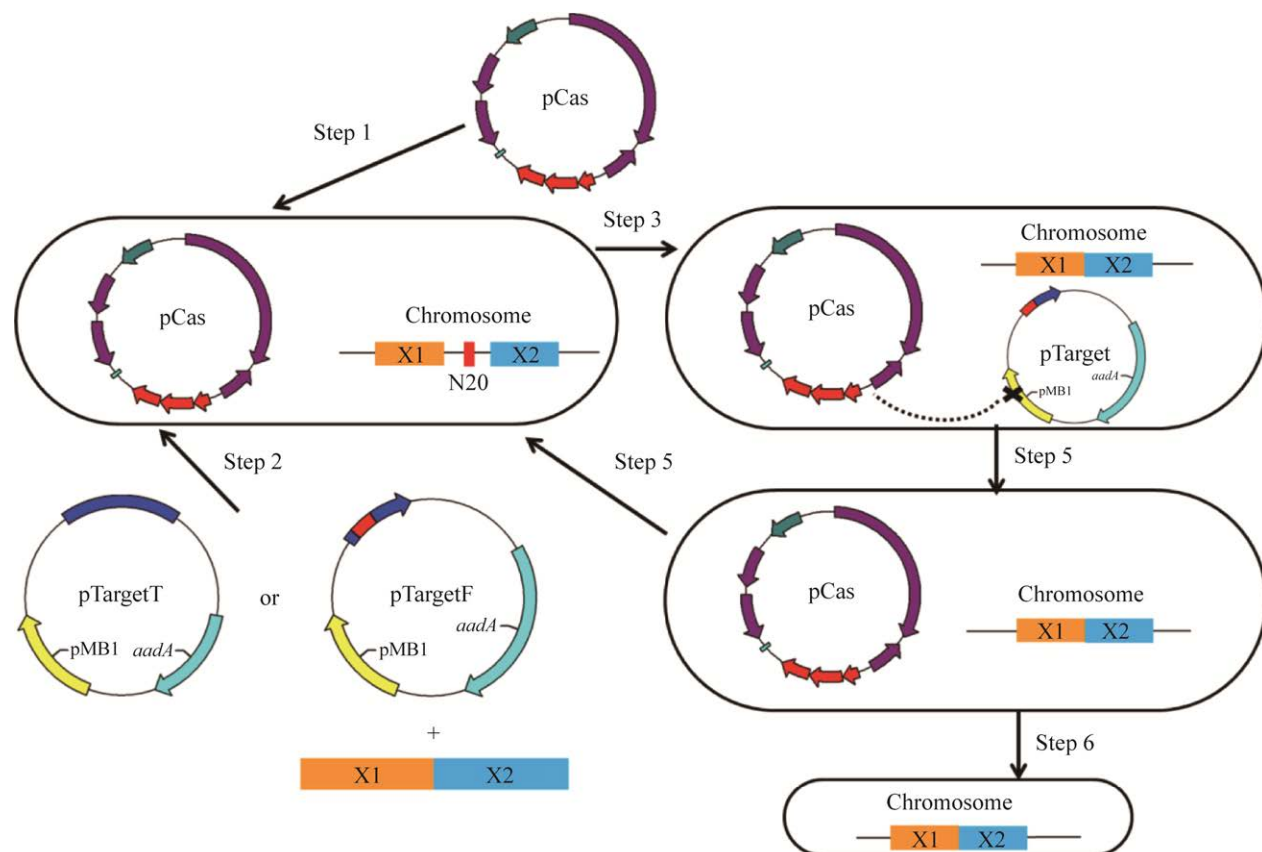 pCas
Step 1
Step 3
pCas
Chromosome
X1
X2
N20
pCas
Chromosome
X1
X2
pTarget
aadA
pMB1
Step 2
Step 5
Step 5
pTargetT
pMB1
aadA
or
pTargetF
aadA
pMB1
+
X1
X2
pCas
Chromosome
X1
X2
Step 6
Chromosome
X1
X2